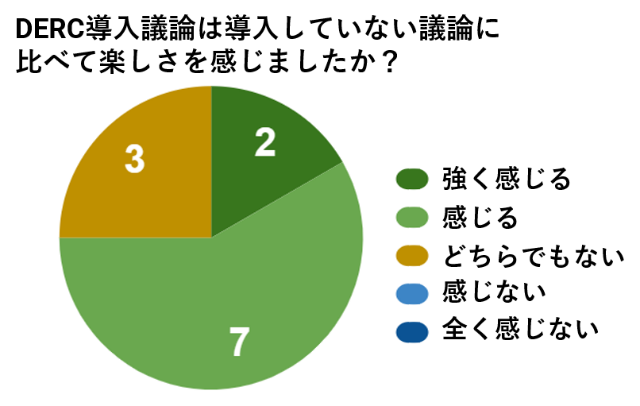 DERC導入議論は導入していない議論に
比べて楽しさを感じましたか？
2
3
7
強く感じる
感じる
どちらでもない
感じない
全く感じない